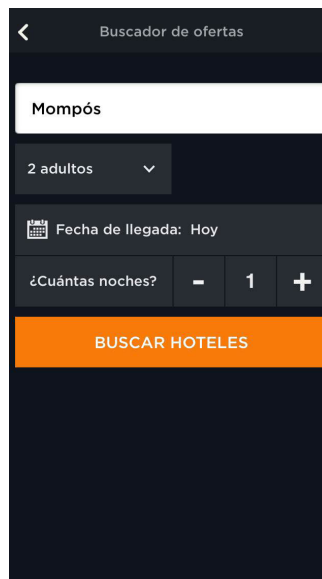 Buscador de ofertas
Mompós
2 adultos
Fecha de llegada: Hoy
¿Cuántas noches? - 1 +
BUSCAR HOTELES